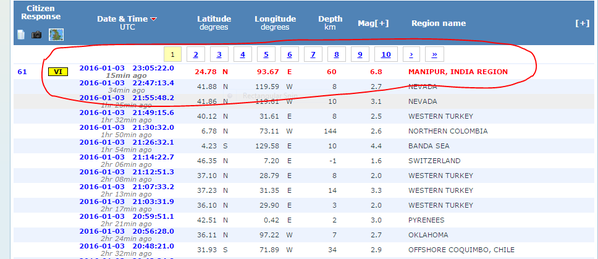 Citizen Response Date & Time UTC Latitude degrees Longitude degrees Depth km Mag[+] Region name [+]
1 2 3 4 5 6 7 8 9 10 › »
61 VI 2016-01-03 23:05:22.0 24.78 N 93.67 E 60 6.8 MANIPUR, INDIA REGION
15min ago
2016-01-03 22:47:13.4 41.88 N 119.59 W 8 2.7 NEVADA
34min ago
2016-01-03 21:55:48.2 41.86 N 119.61 W 10 3.1 NEVADA
1hr 25min ago
2016-01-03 21:49:15.6 40.12 N 31.61 E 8 2.5 WESTERN TURKEY
1hr 32min ago
2016-01-03 21:30:32.0 6.78 N 73.11 W 144 2.6 NORTHERN COLOMBIA
1hr 50min ago
2016-01-03 21:26:32.1 4.23 S 129.58 E 10 4.4 BANDA SEA
1hr 54min ago
2016-01-03 21:14:22.7 46.35 N 7.20 E -1 1.6 SWITZERLAND
2hr 06min ago
2016-01-03 21:12:51.3 37.10 N 28.79 E 8 2.0 WESTERN TURKEY
2hr 08min ago
2016-01-03 21:07:33.2 37.23 N 31.35 E 14 3.3 WESTERN TURKEY
2hr 13min ago
2016-01-03 21:03:31.9 36.10 N 29.90 E 3 2.0 WESTERN TURKEY
2hr 17min ago
2016-01-03 20:59:51.1 42.51 N 0.42 E 2 3.0 PYRENEES
2hr 21min ago
2016-01-03 20:56:28.0 36.11 N 97.22 W 7 2.7 OKLAHOMA
2hr 24min ago
2016-01-03 20:48:21.0 31.93 S 71.89 W 34 2.9 OFFSHORE COQUIMBO, CHILE
2hr 32min ago